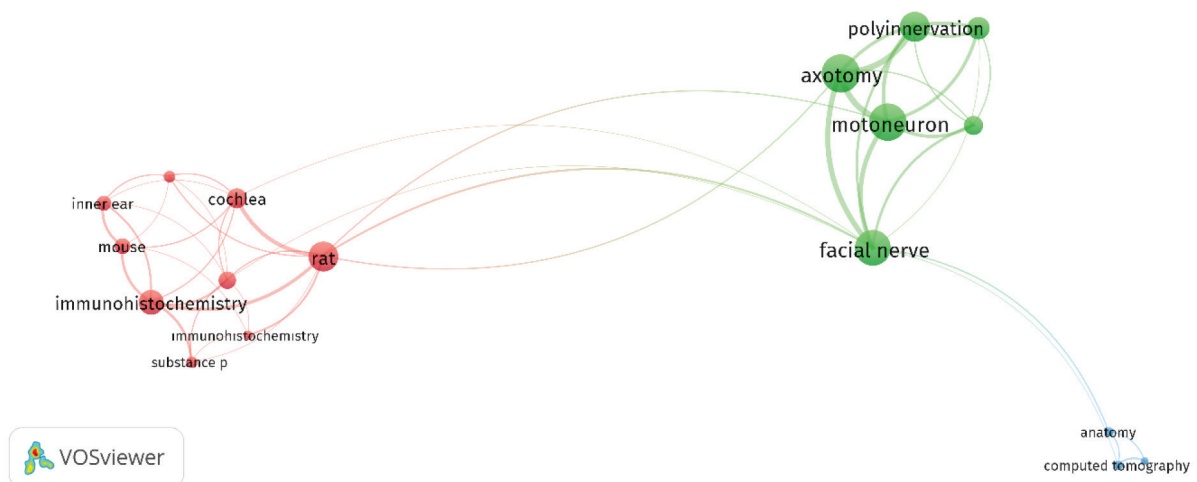 polyinnervation
axotomy
motoneuron
inner ear
cochlea
mouse
rat
facial nerve
immunohistochemistry
immunohistochemistry
substance p
anatomy
computed tomography
VOSviewer